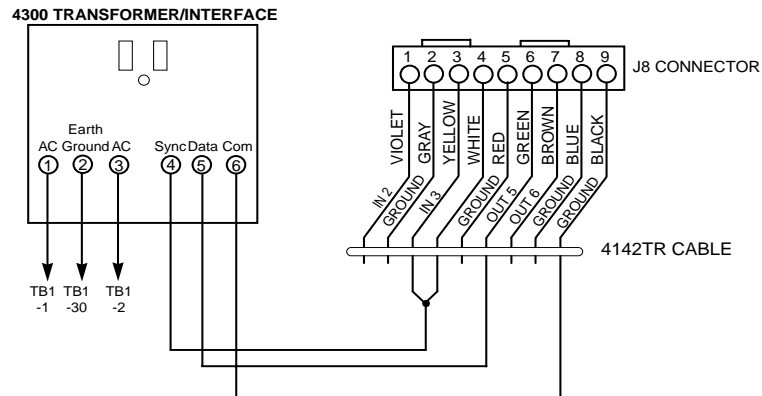 4300 TRANSFORMER/INTERFACE
1 2 3 4 5 6 7 8 9
J8 CONNECTOR
VIOLET
GRAY
YELLOW
WHITE
RED
GREEN
BROWN
BLUE
BLACK
Earth
AC Ground AC Sync Data Com
1 2 3 4 5 6
IN 2
GROUND
IN 3
GROUND
OUT 5
OUT 6
GROUND
GROUND
4142TR CABLE
TB1 TB1 TB1
-1 -30 -2